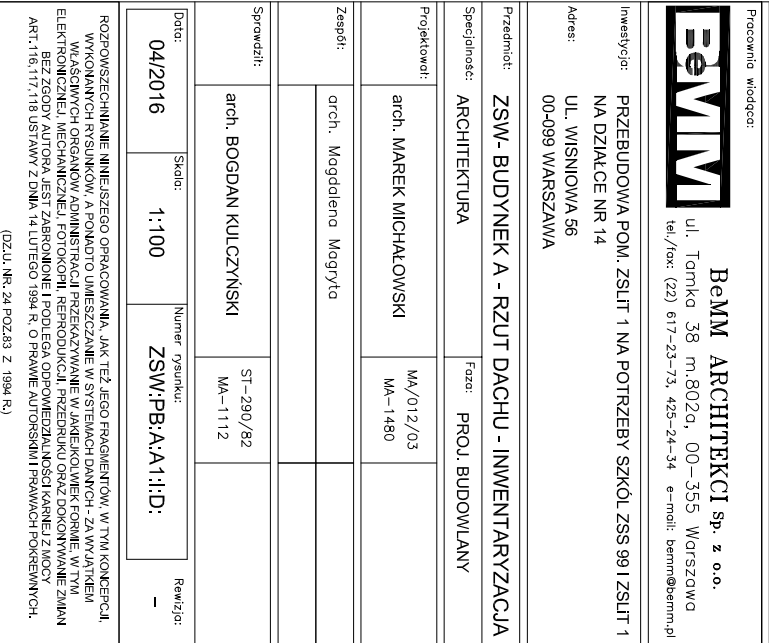 Pracownia wiodąca:
BeMM
BeMM ARCHITEKCI Sp. z o.o.
ul. Tamka 38 m.802a, 00-355 Warszawa
tel./fax: (22) 617-23-73, 425-24-34 e-mail: bemm@bemm.pl
Inwestycja: PRZEBUDOWA POM. ZSLiT 1 NA POTRZEBY SZKÓL ZSS 99 I ZSLIT 1
NA DZIAŁCE NR 14
Adres: UL. WISNIOWA 56
00-099 WARSZAWA
Przedmiot: ZSW- BUDYNEK A - RZUT DACHU - INWENTARYZACJA
Specjalność: ARCHITEKTURA Faza: PROJ. BUDOWLANY
Projektował: arch. MAREK MICHAŁOWSKI MA/012/03
MA-1480
Zespół: arch. Magdalena Magryta
Sprawdził: arch. BOGDAN KULCZYŃSKI ST-290/82
MA-1112
Data: Skala: Numer rysunku: Rewizja:
04/2016 1:100 ZSW:PB:A:A1:I:D: -
ROZPOWSZECHNIANIE NINIEJSZEGO OPRACOWANIA, JAK TEŻ JEGO FRAGMENTÓW, W TYM KONCEPCJI,
WYKONANYCH RYSUNKÓW, A PONADTO UMIESZCZANIE W SYSTEMACH DANYCH - ZA WYJĄTKIEM
WŁAŚCIWYCH ORGANÓW ADMINISTRACJI PRZEKAZYWANIE W JAKIEJKOLWIEK FORMIE, W TYM
ELEKTRONICZNEJ, MECHANICZNEJ, FOTOKOPII, REPRODUKCJI, PRZEDRUKU ORAZ DOKONYWANIE ZMIAN
BEZ ZGODY AUTORA JEST ZABRONIONE I PODLEGA ODPOWIEDZIALNOŚCI KARNEJ Z MOCY
ART.116,117,118 USTAWY Z DNIA 14 LUTEGO 1994 R, O PRAWIE AUTORSKIM I PRAWACH POKREWNYCH.
(DZ.U. NR. 24 POZ.83 Z 1994 R.)